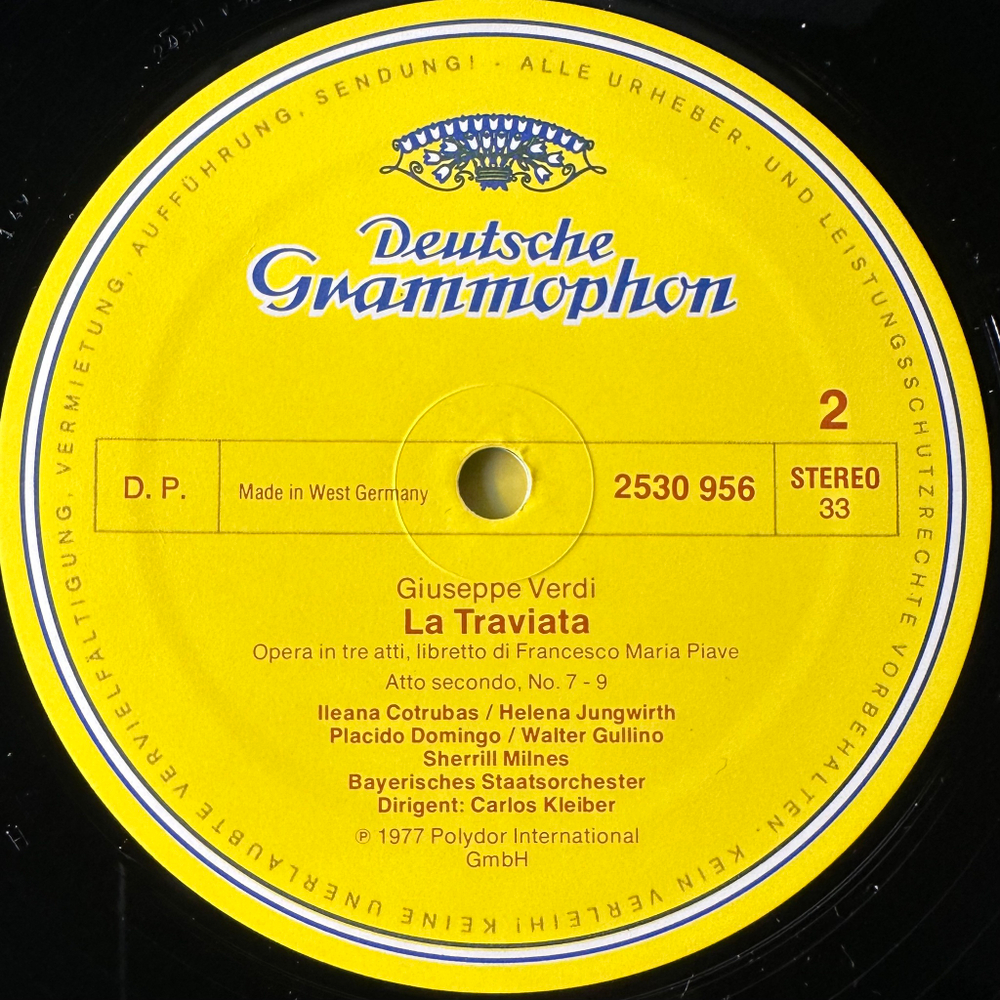 ALLE URHEBER- UND LEISTUNGSSCHUTZRECHTE VORBEHALTEN. KEIN VERLEIH! KEINE UNERLAUBTE VERVIELFÄLTIGUNG, VERMIETUNG, AUFFÜHRUNG, SENDUNG! ·
Deutsche
Grammophon
2
D. P.
Made in West Germany
2530 956
STEREO
33
Giuseppe Verdi
La Traviata
Opera in tre atti, libretto di Francesco Maria Piave
Atto secondo, No. 7 - 9
Ileana Cotrubas / Helena Jungwirth
Placido Domingo / Walter Gullino
Sherrill Milnes
Bayerisches Staatsorchester
Dirigent: Carlos Kleiber
℗ 1977 Polydor International
GmbH